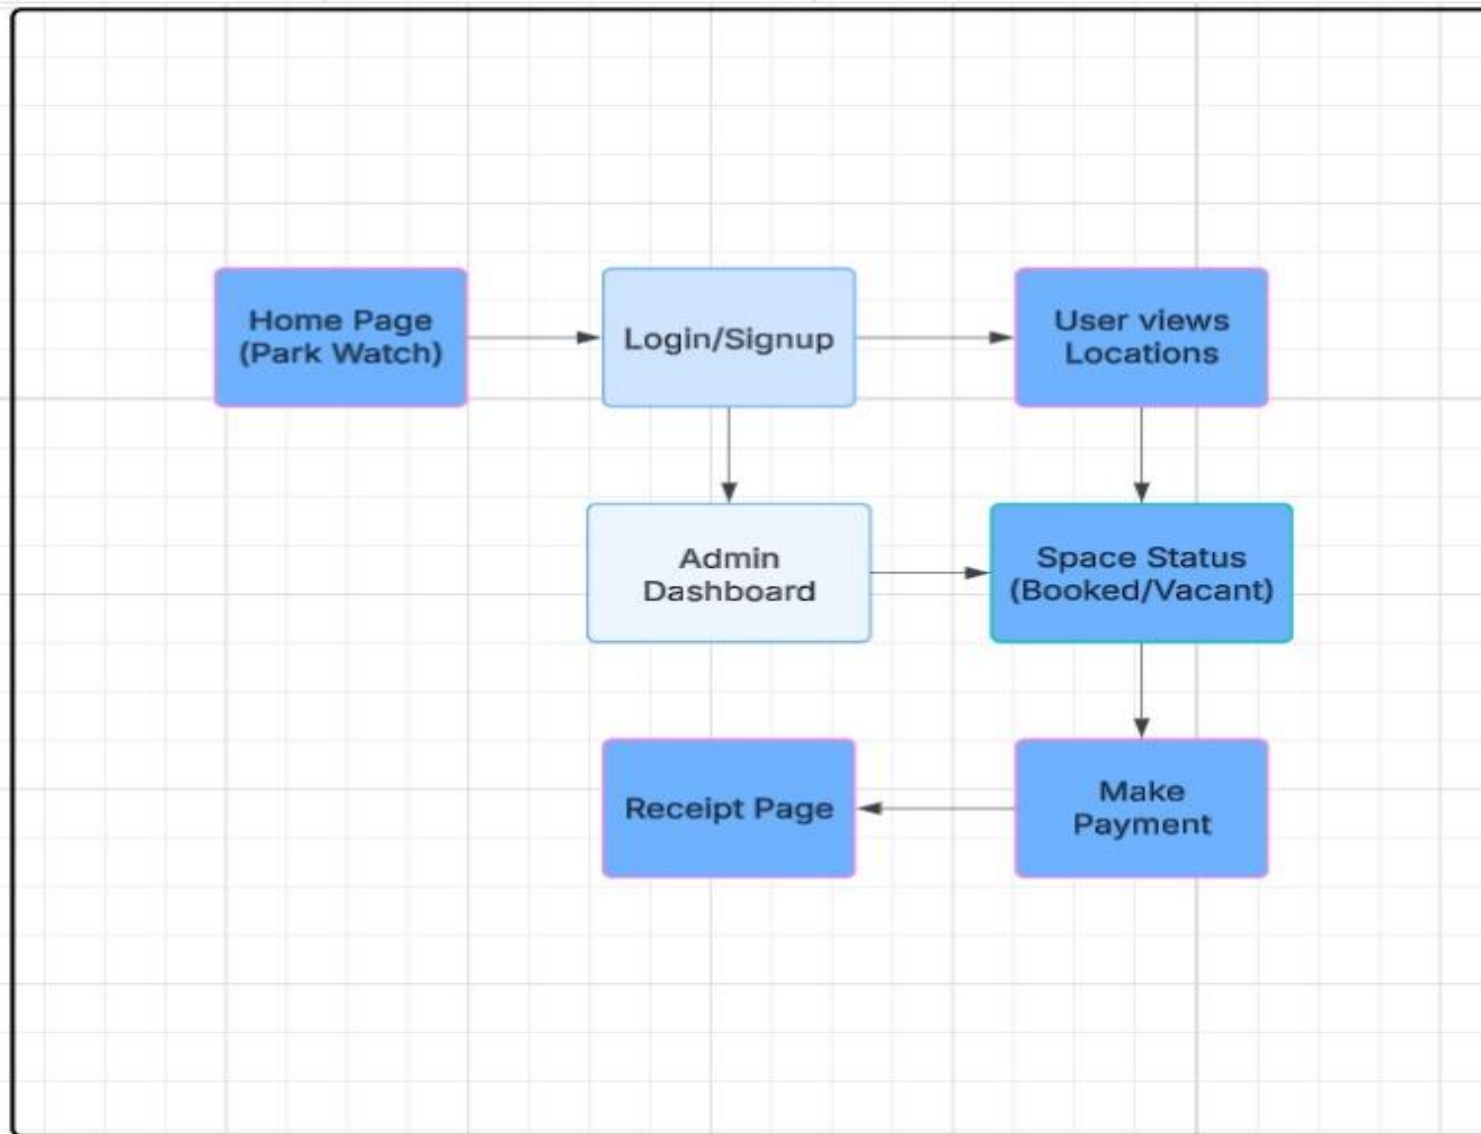 Home Page
(Park Watch)
Login/Signup
User views
Locations
Admin
Dashboard
Space Status
(Booked/Vacant)
Receipt Page
Make
Payment